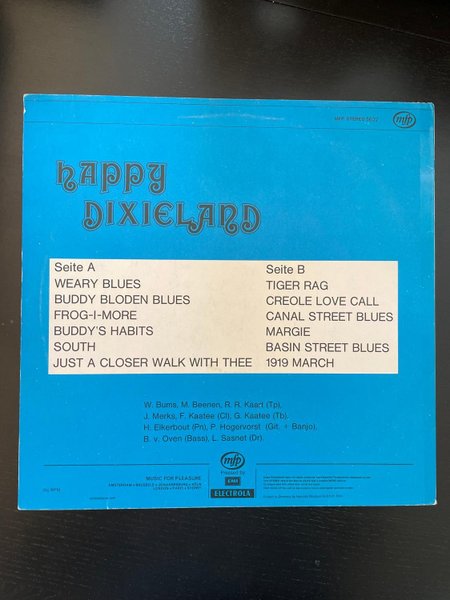 MFP STEREO 5022
mfp
HAPPY
DIXIELAND
Seite A
WEARY BLUES
BUDDY BLODEN BLUES
FROG-I-MORE
BUDDY'S HABITS
SOUTH
JUST A CLOSER WALK WITH THEE
Seite B
TIGER RAG
CREOLE LOVE CALL
CANAL STREET BLUES
MARGIE
BASIN STREET BLUES
1919 MARCH
W. Burns, M. Beenen, R. R. Kaart (Tp),
J. Merks, F. Kaatee (Cl), G. Kaatee (Tb).
H. Elkerbout (Pn), P. Hogervorst (Git. + Banjo),
B. v. Oven (Bass), L. Sasnet (Dr).
mfp
MUSIC FOR PLEASURE
EMI
ELECTROLA